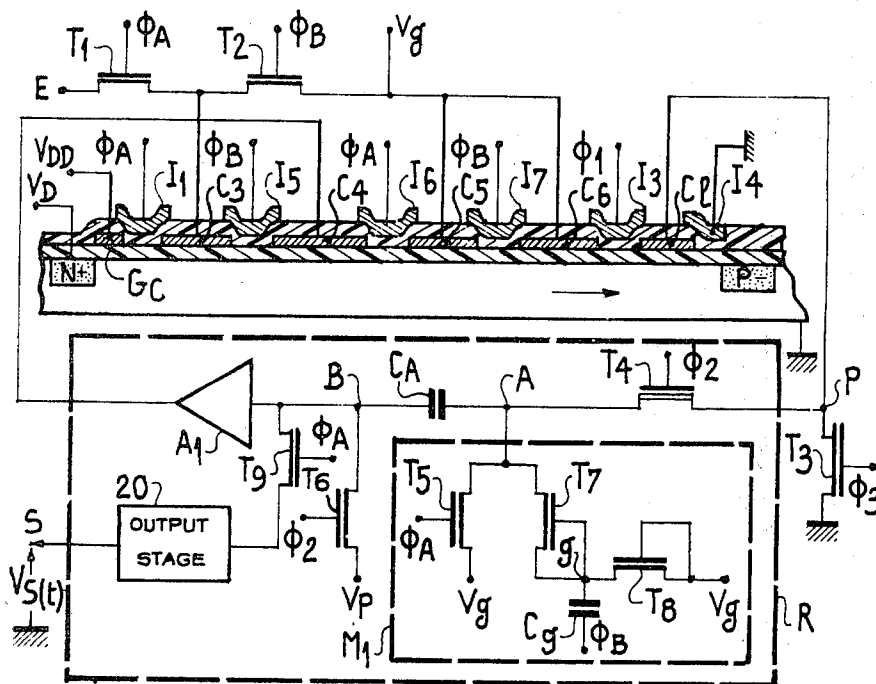 T1 ΦA T2 ΦB Vg
E
VDD ΦA ΦB ΦA ΦB Φ1
VD I1 I5 C3 C4 I6 C5 I7 C6 I3 Cl I4
N+ GC P-
CA A T4 Φ2 P
B
A1 T9 ΦA T6 T5 T7 T3 Φ3
20 Φ2 ΦA g
S OUTPUT
STAGE
VS(t) VP Vg Cg ΦB T8 Vg
M1 R